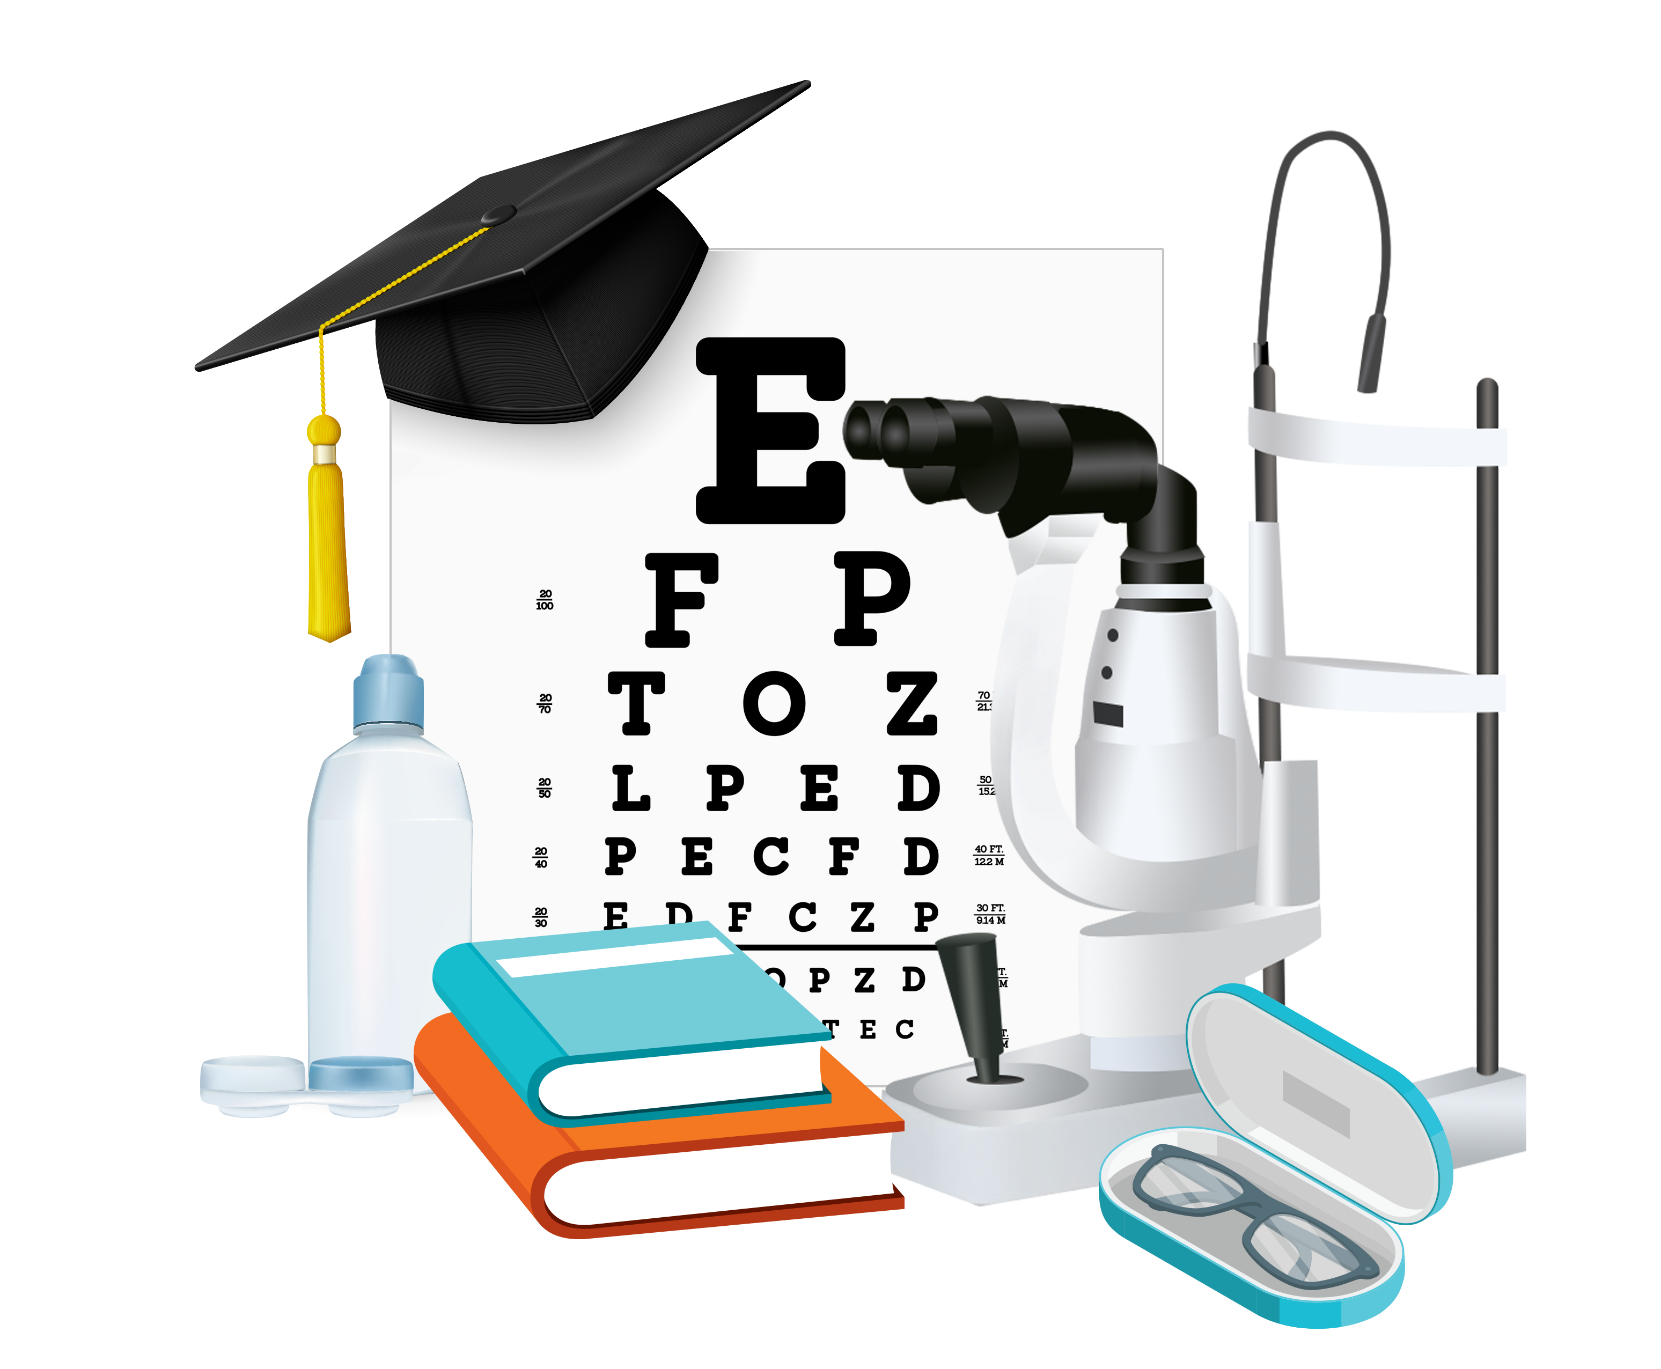 E
20/100 F P
20/70 T O Z 70
20/50 L P E D 50
20/40 P E C F D 40 FT. 12.2 M
20/30 E D F C Z P 30 FT. 9.14 M
O P Z D T. M
T E C T. M